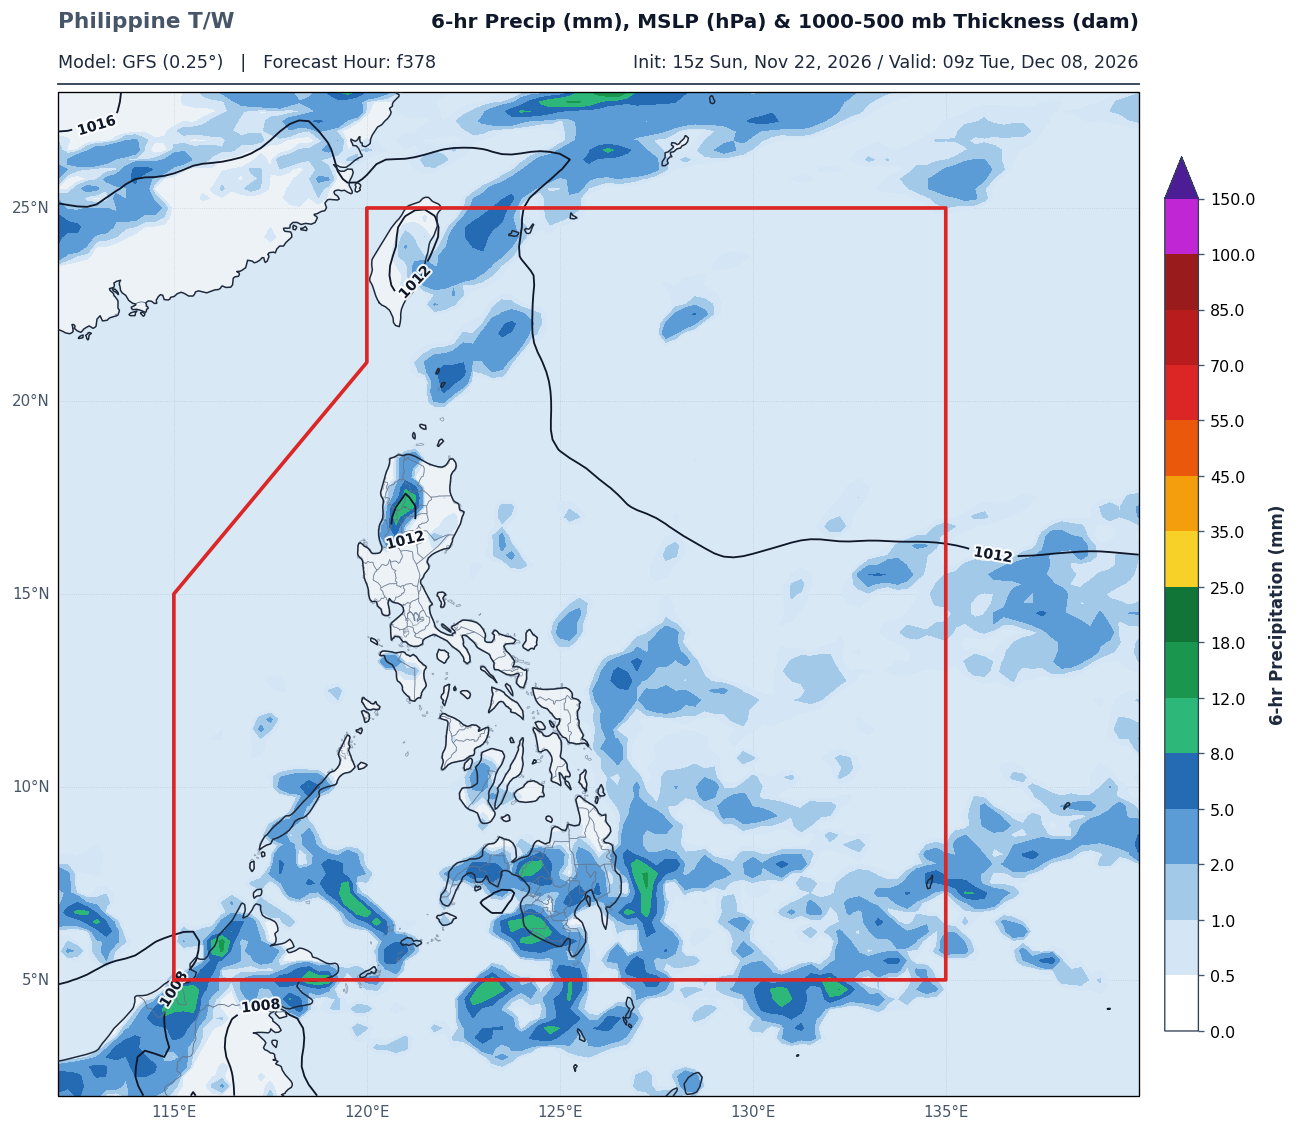 Philippine T/W
6-hr Precip (mm), MSLP (hPa) & 1000-500 mb Thickness (dam)
Model: GFS (0.25°) | Forecast Hour: f378
Init: 15z Sun, Nov 22, 2026 / Valid: 09z Tue, Dec 08, 2026
1016
1012
1012
1012
1008
1008
25°N
20°N
15°N
10°N
5°N
115°E
120°E
125°E
130°E
135°E
150.0
100.0
85.0
70.0
55.0
45.0
35.0
25.0
18.0
12.0
8.0
5.0
2.0
1.0
0.5
0.0
6-hr Precipitation (mm)